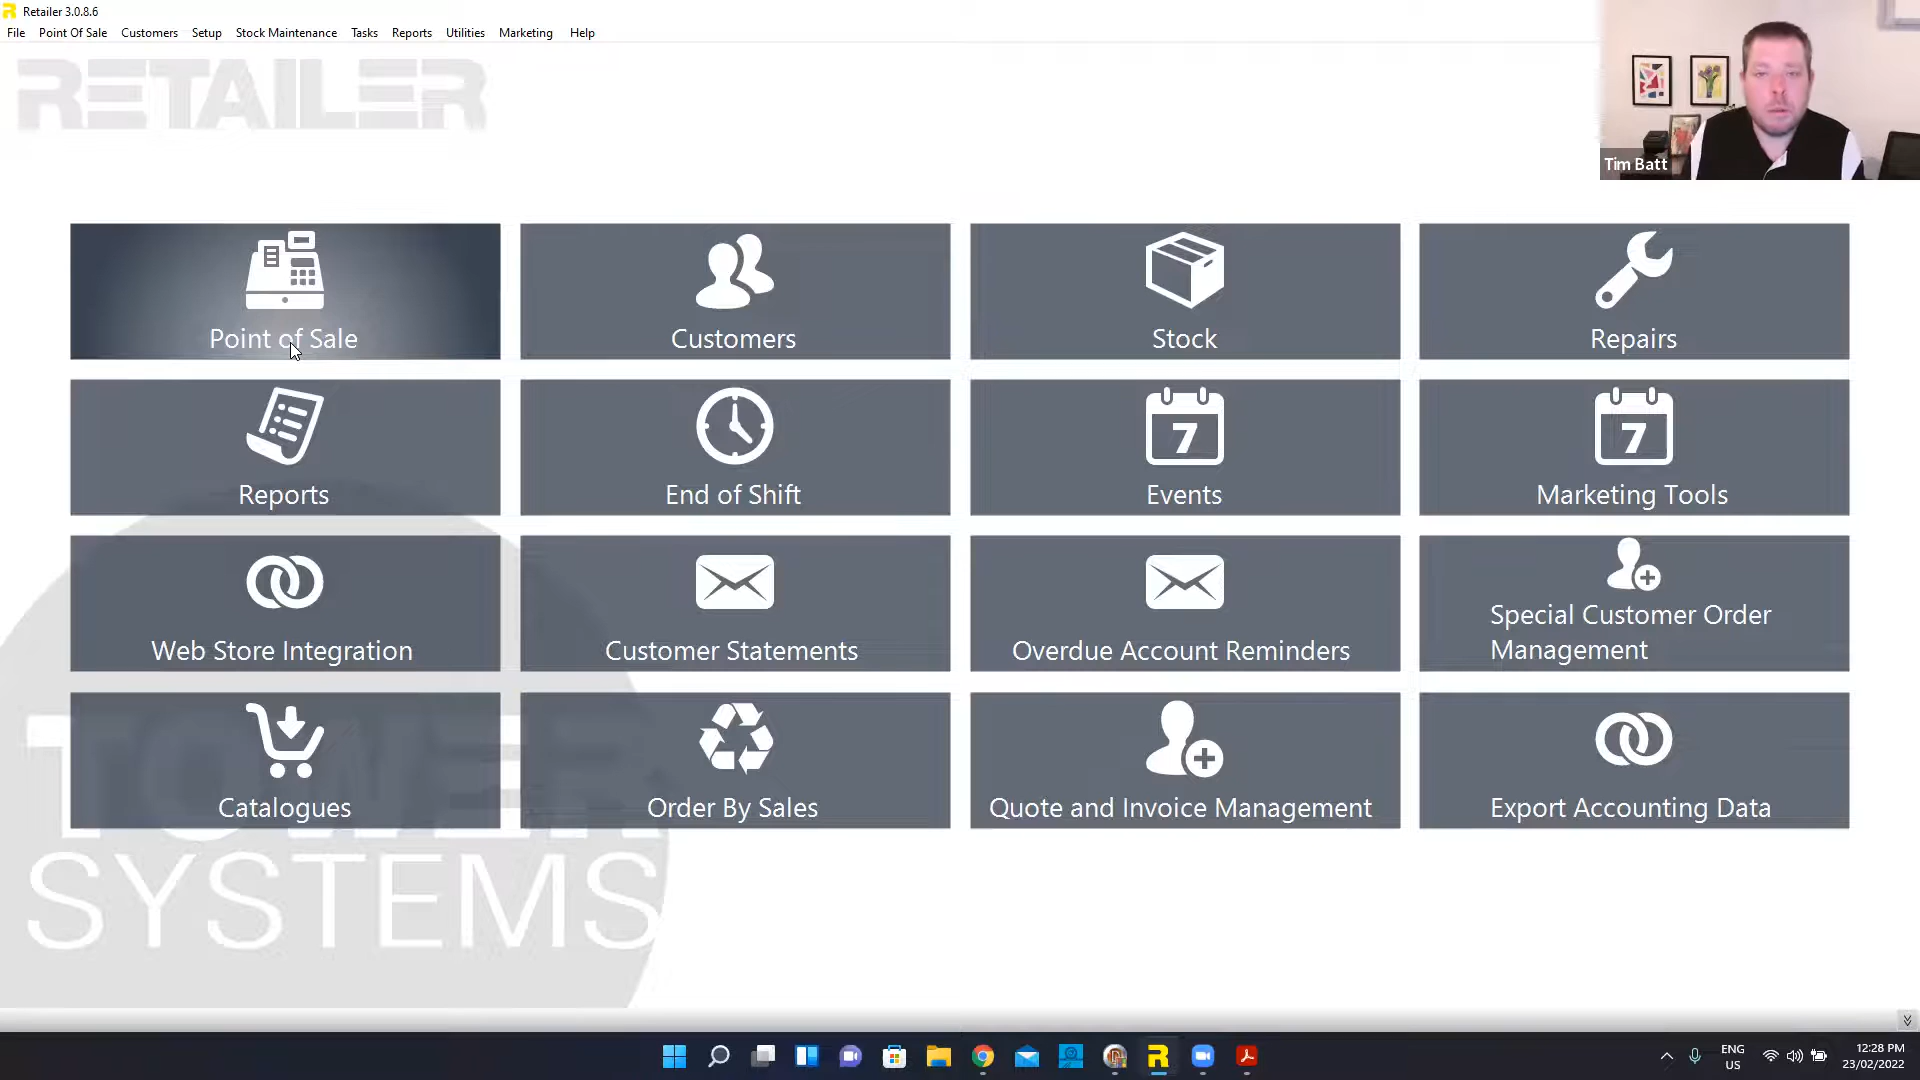 Retailer 3.0.8.6
File Point Of Sale Customers Setup Stock Maintenance Tasks Reports Utilities Marketing Help
RETAILER
Tim Batt
Point of Sale
Customers
Stock
Repairs
Reports
End of Shift
7
Events
7
Marketing Tools
Web Store Integration
Customer Statements
Overdue Account Reminders
Special Customer Order
Management
Catalogues
Order By Sales
Quote and Invoice Management
Export Accounting Data
TOWER
SYSTEMS
ENG
US
12:28 PM
23/02/2022